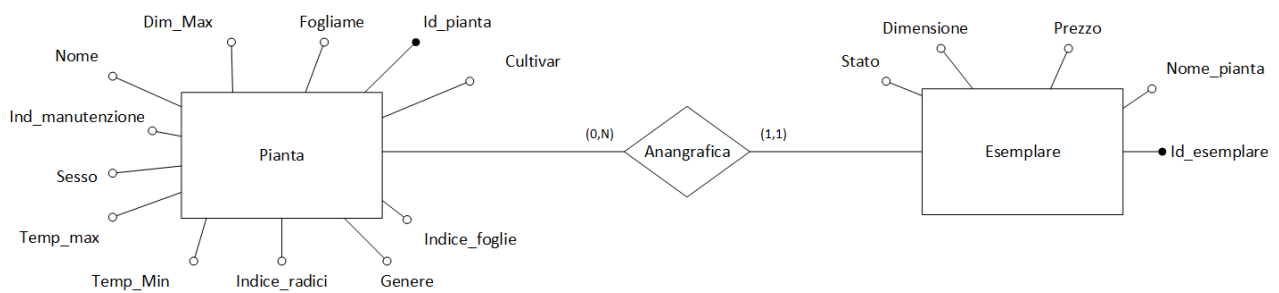 Dim_Max
Fogliame
Id_pianta
Nome
Cultivar
Ind_manutenzione
Sesso
Temp_max
Temp_Min
Indice_radici
Genere
Indice_foglie
Pianta
(0,N)
Anangrafica
(1,1)
Dimensione
Prezzo
Stato
Nome_pianta
Esemplare
Id_esemplare